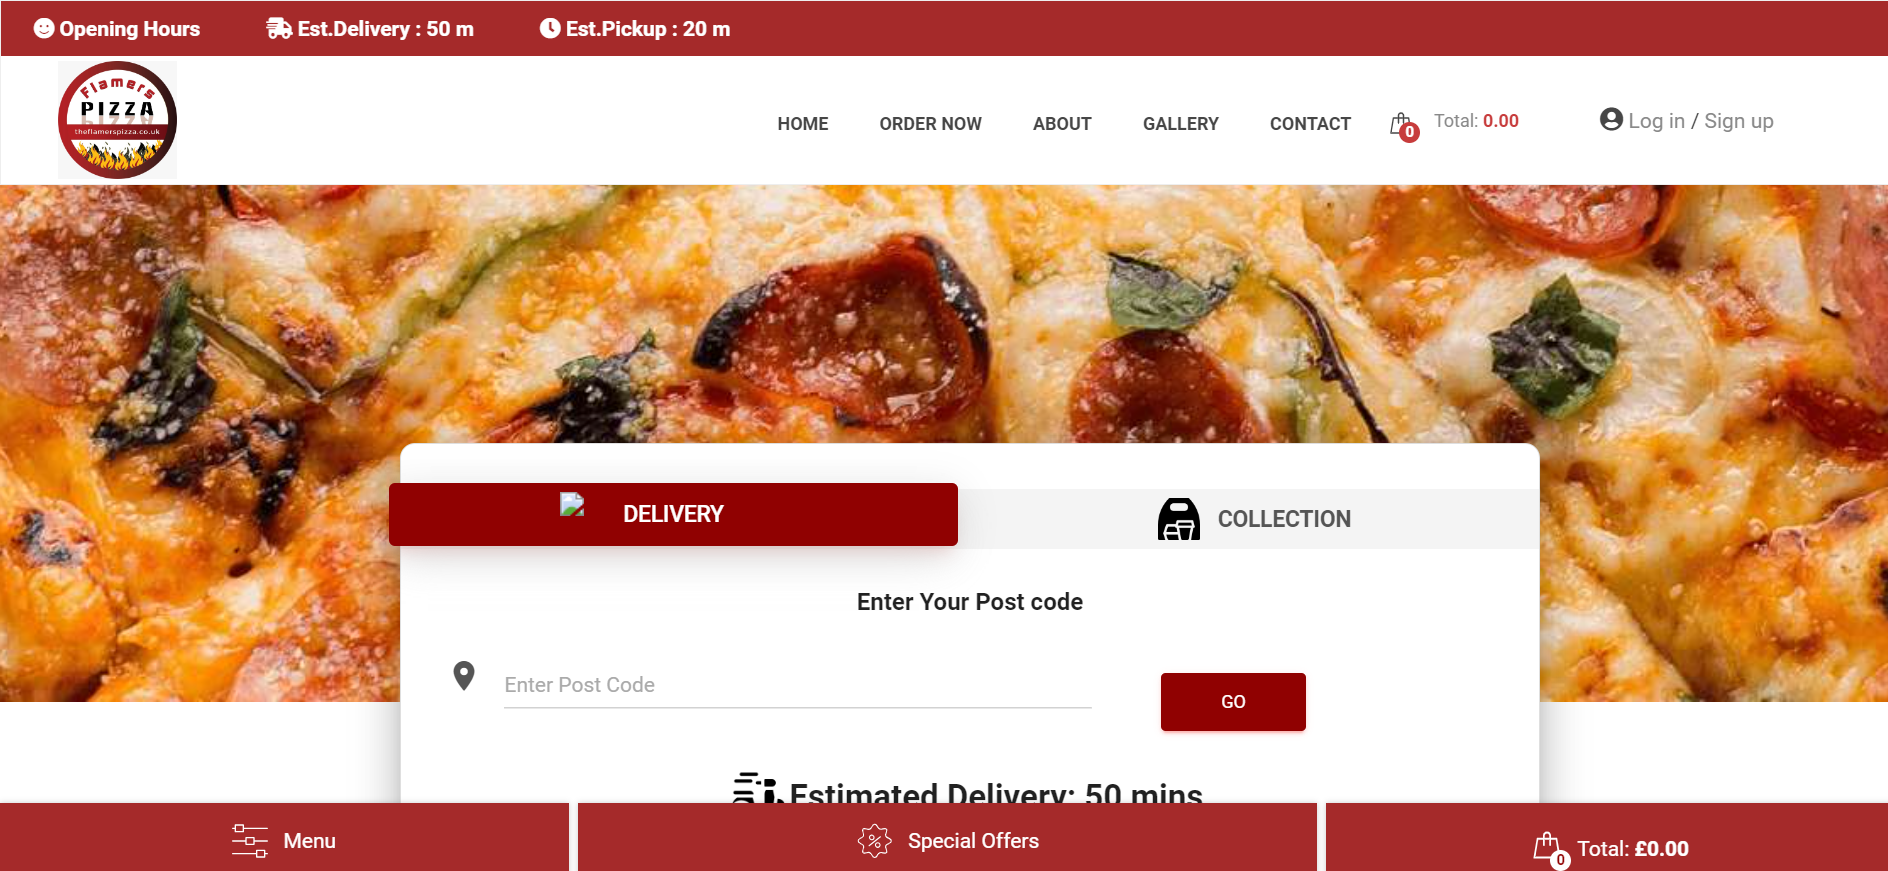 Opening Hours
Est.Delivery : 50 m
Est.Pickup : 20 m
Flamers
PIZZA
theflamerspizza.co.uk
HOME
ORDER NOW
ABOUT
GALLERY
CONTACT
0
Total: 0.00
Log in / Sign up
DELIVERY
COLLECTION
Enter Your Post code
Enter Post Code
GO
Estimated Delivery: 50 mins
Menu
%
Special Offers
0
Total: £0.00